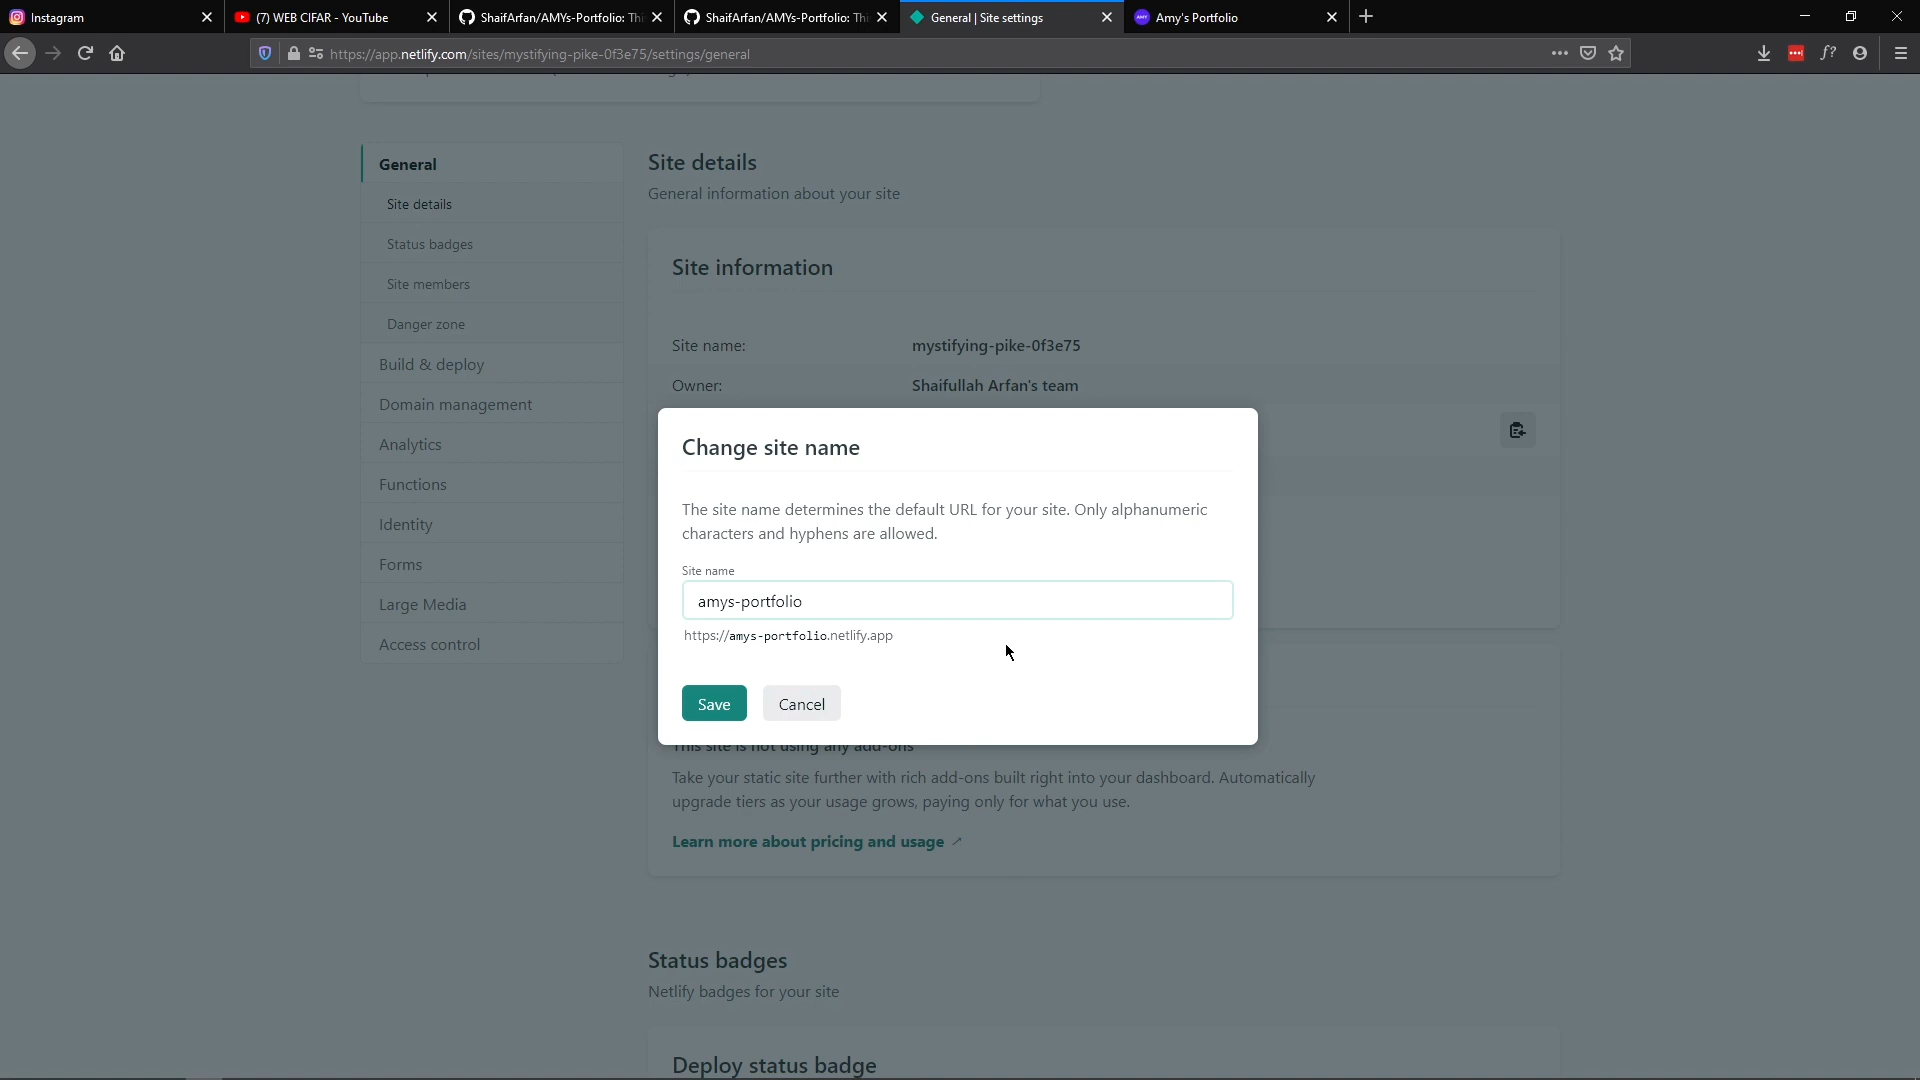 Instagram
(7) WEB CIFAR - YouTube
ShaifArfan/AMYs-Portfolio: Thi
ShaifArfan/AMYs-Portfolio: Thi
General | Site settings
Amy's Portfolio
https://app.netlify.com/sites/mystifying-pike-0f3e75/settings/general
General
Site details
Status badges
Site members
Danger zone
Build & deploy
Domain management
Analytics
Functions
Identity
Forms
Large Media
Access control
Site details
General information about your site
Site information
Site name: mystifying-pike-0f3e75
Owner: Shaifullah Arfan's team
Change site name
The site name determines the default URL for your site. Only alphanumeric
characters and hyphens are allowed.
Site name
amys-portfolio
https://amys-portfolio.netlify.app
Save Cancel
This site is not using any add-ons
Take your static site further with rich add-ons built right into your dashboard. Automatically
upgrade tiers as your usage grows, paying only for what you use.
Learn more about pricing and usage
Status badges
Netlify badges for your site
Deploy status badge